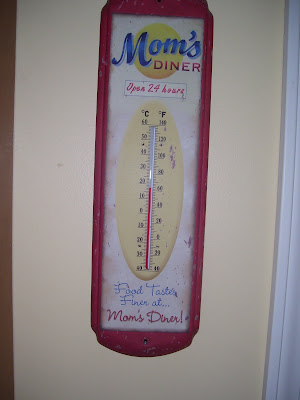 Mom's
DINER
Open 24 hours
°C °F
Food Tastes
Finer at...
Mom's Diner!